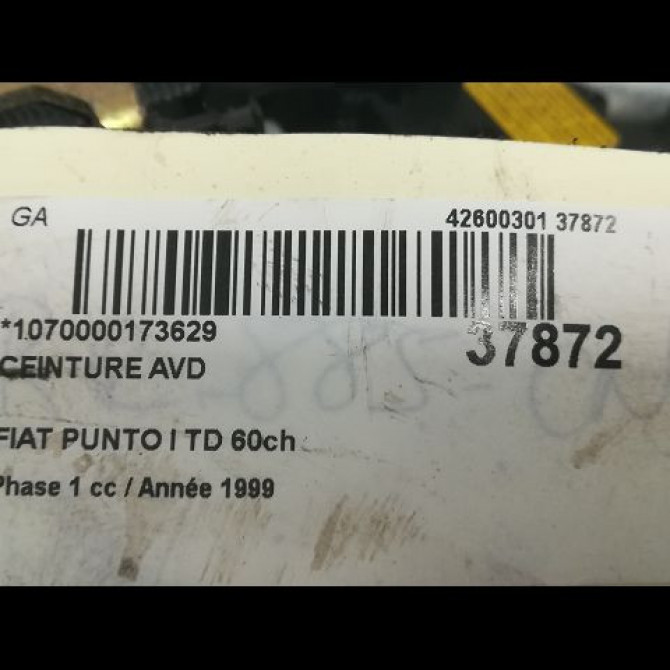 GA 42600301 37872
*1070000173629 37872
CEINTURE AVD
FIAT PUNTO I TD 60ch
Phase 1 cc / Année 1999